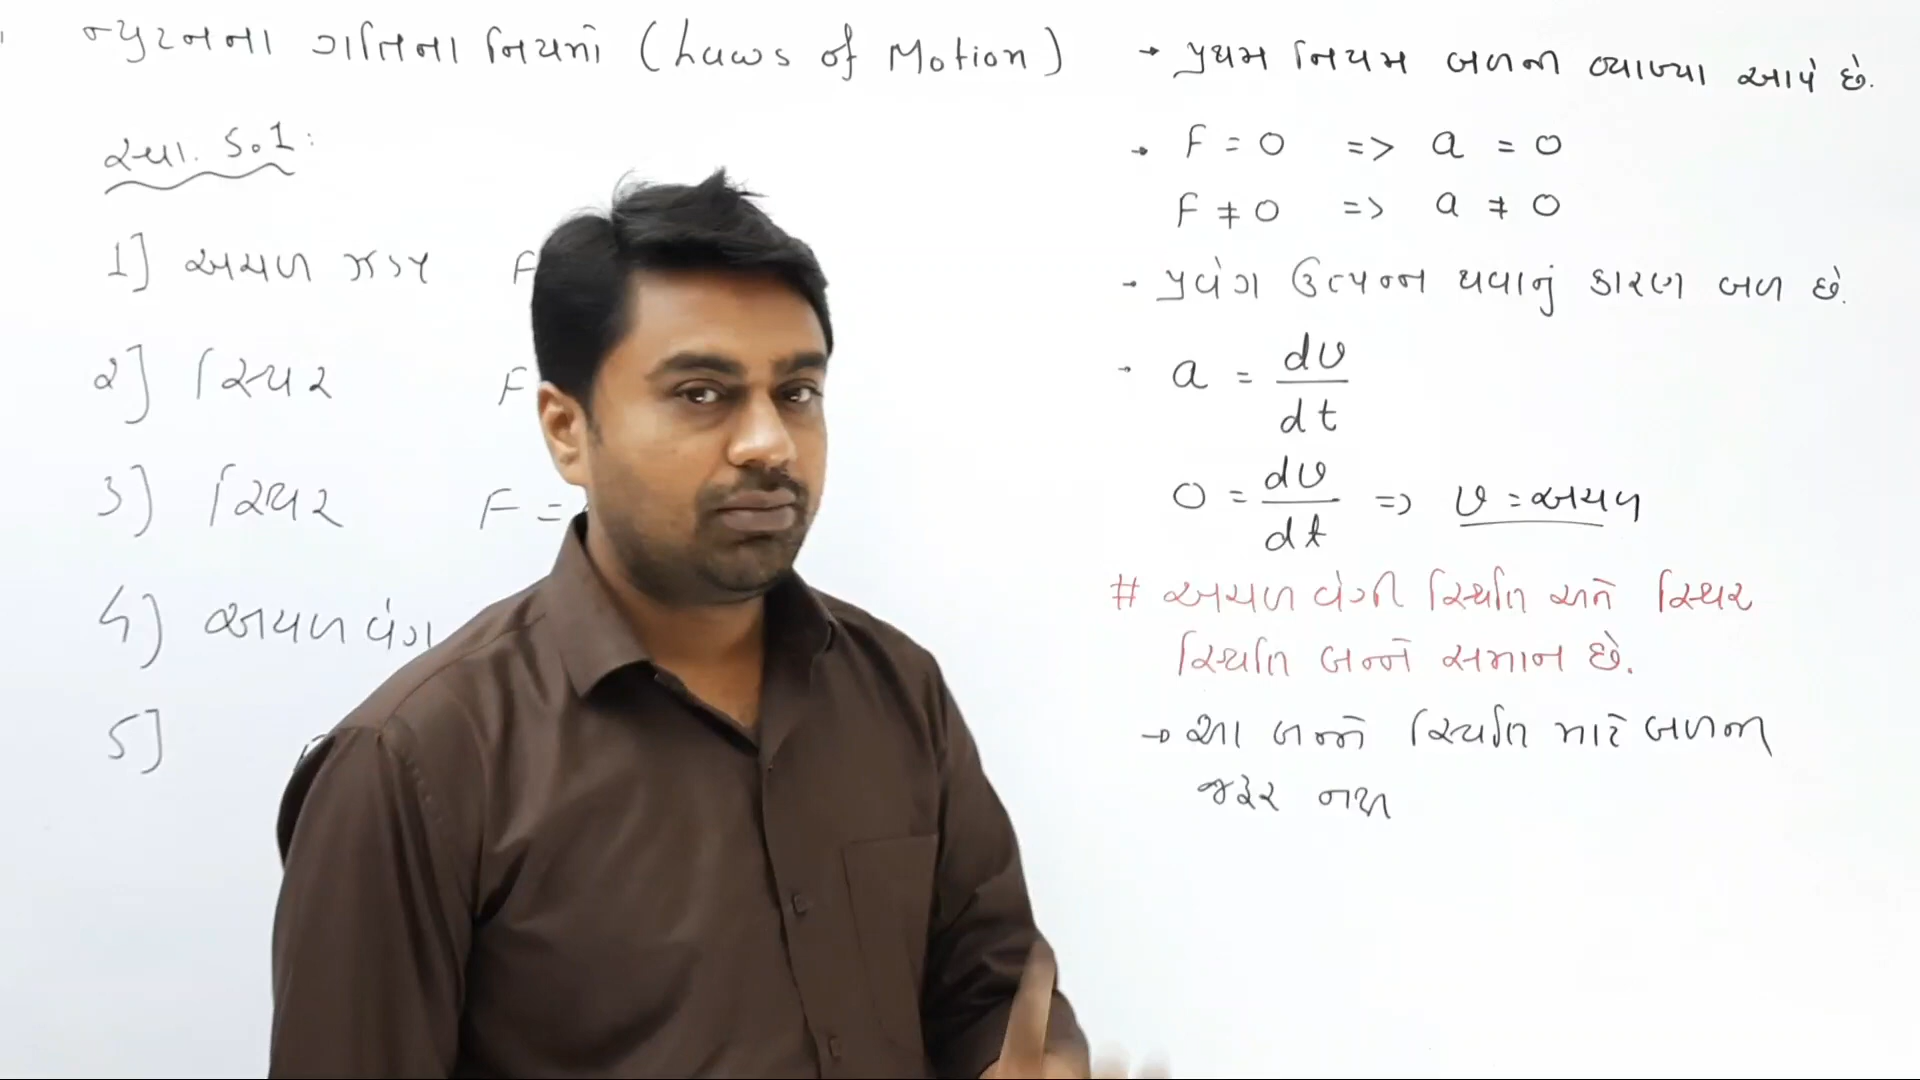 ન્યુટનના ગતિના નિયમો (Laws of Motion)
સ્વા. 5.1:
1] અચળ ઝડપ F
2] સ્થિર F
3) સ્થિર F =
4) અચળ વેગ
5]
→ પ્રથમ નિયમ બળની વ્યાખ્યા આપે છે.
→ F = 0 => a = 0
F ≠ 0 => a ≠ 0
→ પ્રવેગ ઉત્પન્ન થવાનું કારણ બળ છે.
→ a = dv/dt
0 = dv/dt => v = અચળ
# અચળ વેગી સ્થિતિ અને સ્થિર
સ્થિતિ બન્ને સમાન છે.
→ આ બન્ને સ્થિતિ માટે બળની
જરૂર નથી